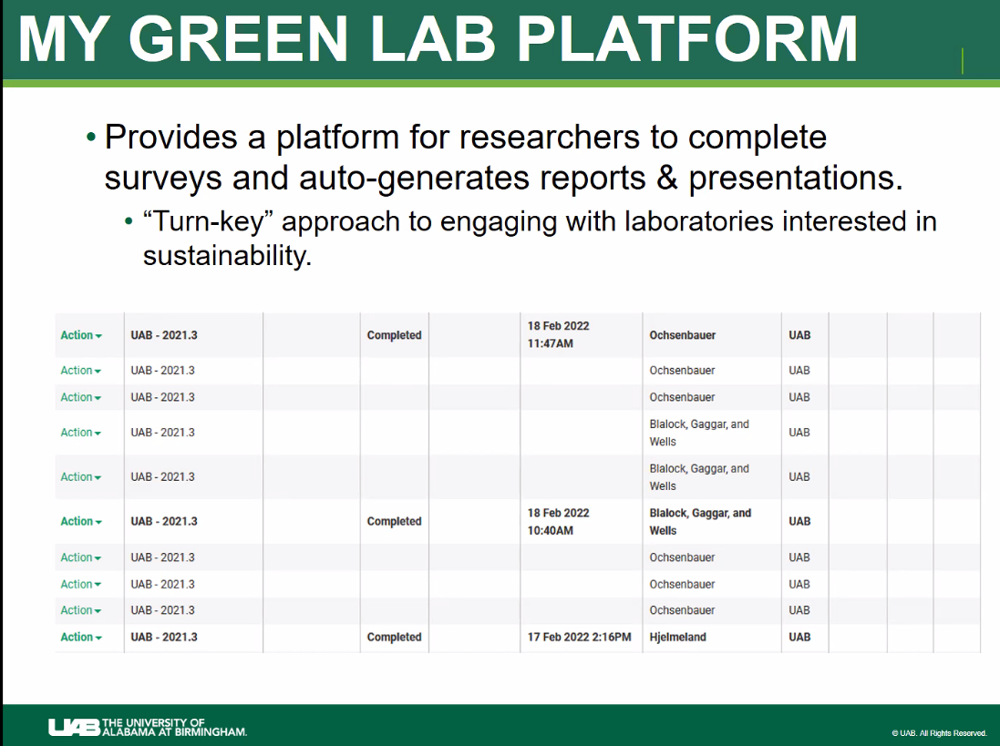 MY GREEN LAB PLATFORM
• Provides a platform for researchers to complete
surveys and auto-generates reports & presentations.
• “Turn-key” approach to engaging with laboratories interested in
sustainability.
Action UAB - 2021.3 Completed 18 Feb 2022 11:47AM Ochsenbauer UAB
Action UAB - 2021.3 Ochsenbauer UAB
Action UAB - 2021.3 Ochsenbauer UAB
Action UAB - 2021.3 Blalock, Gaggar, and Wells UAB
Action UAB - 2021.3 Blalock, Gaggar, and Wells UAB
Action UAB - 2021.3 Completed 18 Feb 2022 10:40AM Blalock, Gaggar, and Wells UAB
Action UAB - 2021.3 Ochsenbauer UAB
Action UAB - 2021.3 Ochsenbauer UAB
Action UAB - 2021.3 Ochsenbauer UAB
Action UAB - 2021.3 Completed 17 Feb 2022 2:16PM Hjelmeland UAB
UAB THE UNIVERSITY OF
ALABAMA AT BIRMINGHAM.
© UAB. All Rights Reserved.